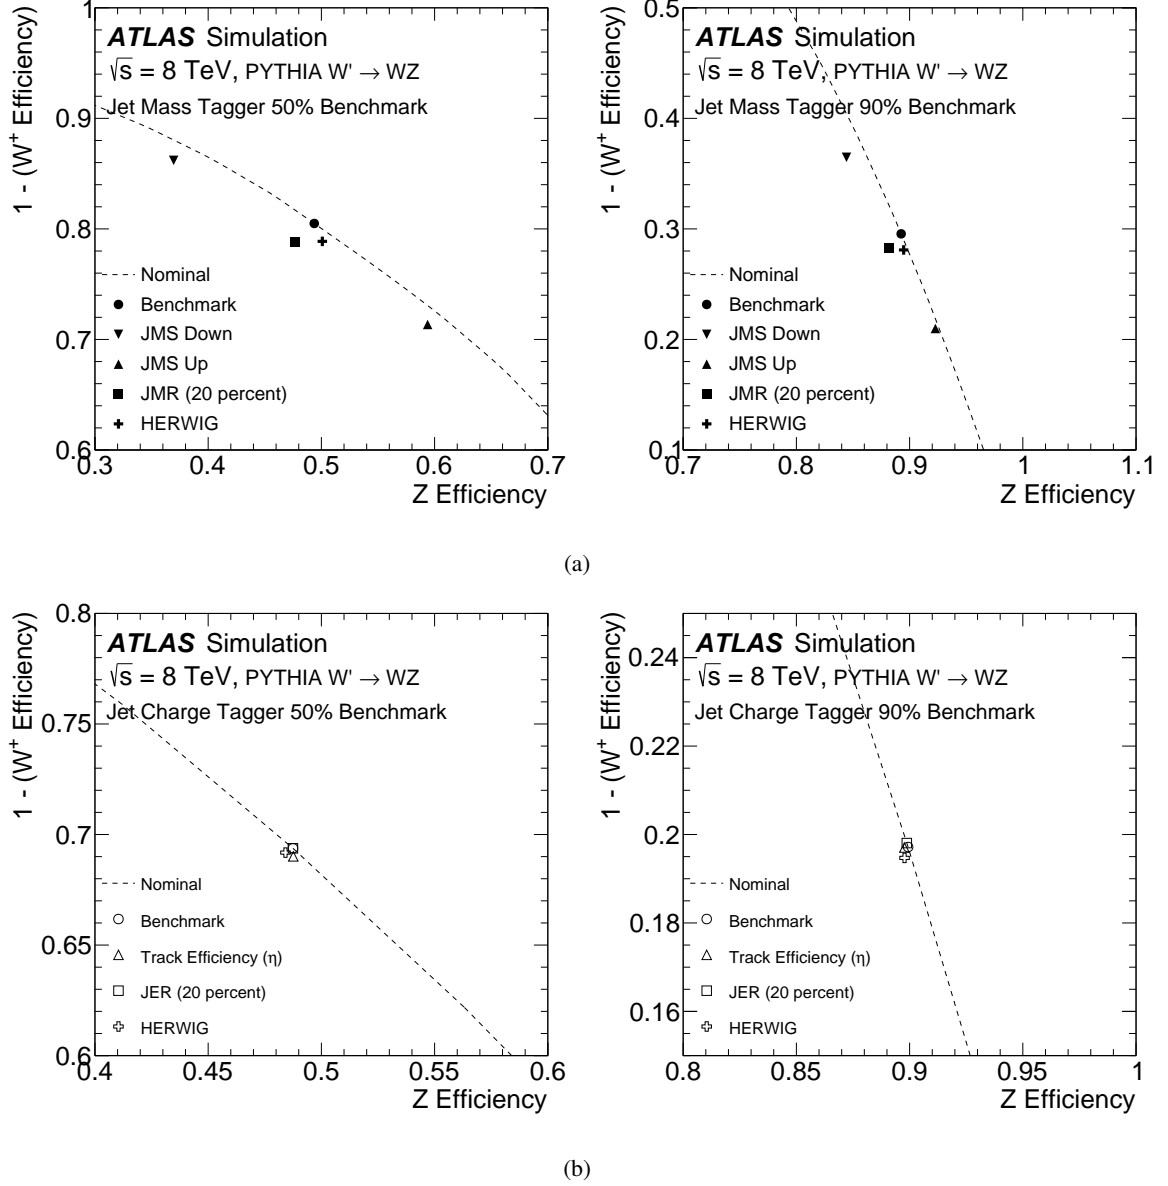 1 - (W+ Efficiency)
1
0.9
0.8
0.7
0.6
ATLAS Simulation
√s = 8 TeV, PYTHIA W' → WZ
Jet Mass Tagger 50% Benchmark
Nominal
Benchmark
JMS Down
JMS Up
JMR (20 percent)
HERWIG
0.3 0.4 0.5 0.6 0.7
Z Efficiency
1 - (W+ Efficiency)
0.5
0.4
0.3
0.2
0.1
ATLAS Simulation
√s = 8 TeV, PYTHIA W' → WZ
Jet Mass Tagger 90% Benchmark
Nominal
Benchmark
JMS Down
JMS Up
JMR (20 percent)
HERWIG
0.7 0.8 0.9 1 1.1
Z Efficiency
(a)
1 - (W+ Efficiency)
0.8
0.75
0.7
0.65
0.6
ATLAS Simulation
√s = 8 TeV, PYTHIA W' → WZ
Jet Charge Tagger 50% Benchmark
Nominal
Benchmark
Track Efficiency (η)
JER (20 percent)
HERWIG
0.4 0.45 0.5 0.55 0.6
Z Efficiency
1 - (W+ Efficiency)
0.24
0.22
0.2
0.18
0.16
ATLAS Simulation
√s = 8 TeV, PYTHIA W' → WZ
Jet Charge Tagger 90% Benchmark
Nominal
Benchmark
Track Efficiency (η)
JER (20 percent)
HERWIG
0.8 0.85 0.9 0.95 1
Z Efficiency
(b)